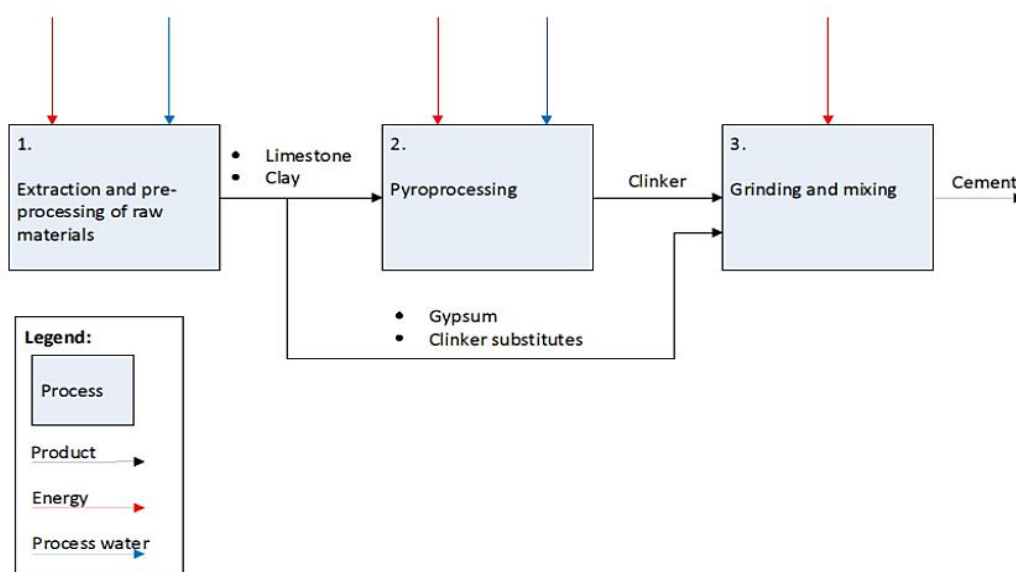 1.
Extraction and pre-
processing of raw
materials
• Limestone
• Clay
2.
Pyroprocessing
Clinker
3.
Grinding and mixing
Cement
• Gypsum
• Clinker substitutes
Legend:
Process
Product
Energy
Process water